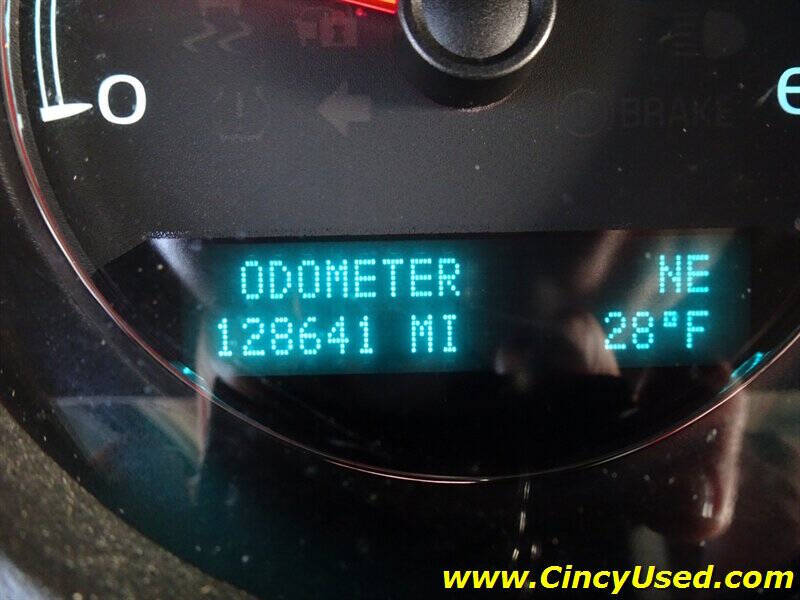 0
BRAKE
ODOMETER NE
128641 MI 28°F
www.CincyUsed.com